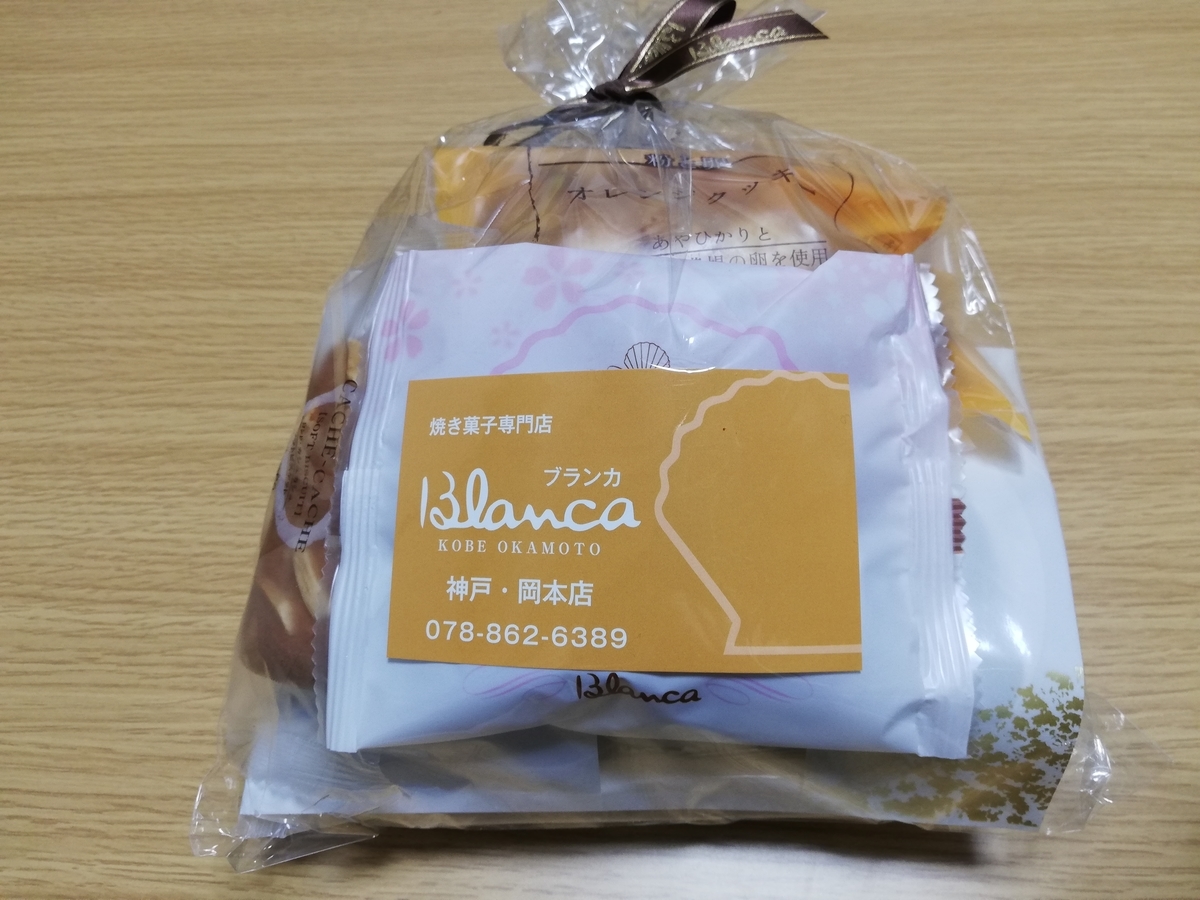 Blanca
オレンジクッキー
あやひかりと
の卵を使用
CACHE-CACHE
焼き菓子専門店
ブランカ
Blanca
KOBE OKAMOTO
神戸・岡本店
078-862-6389
Blanca